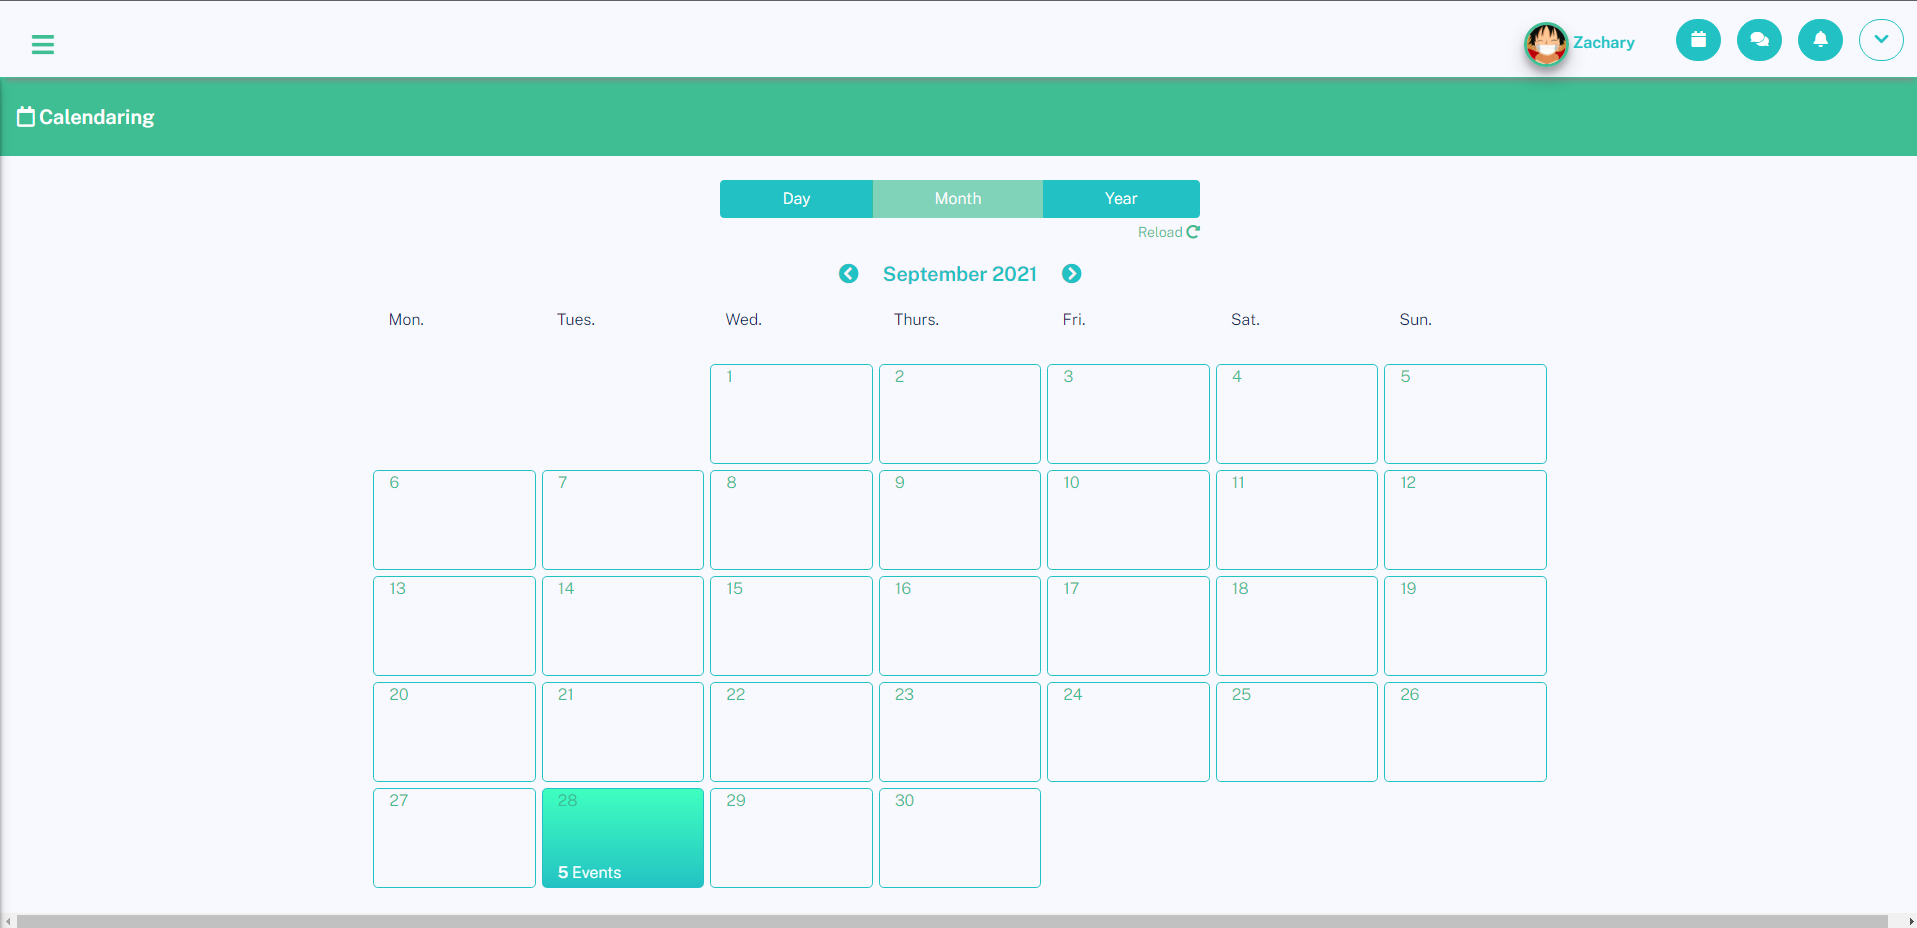 Zachary
Calendaring
Day Month Year
Reload
September 2021
Mon. Tues. Wed. Thurs. Fri. Sat. Sun.
1 2 3 4 5
6 7 8 9 10 11 12
13 14 15 16 17 18 19
20 21 22 23 24 25 26
27 28 29 30
5 Events